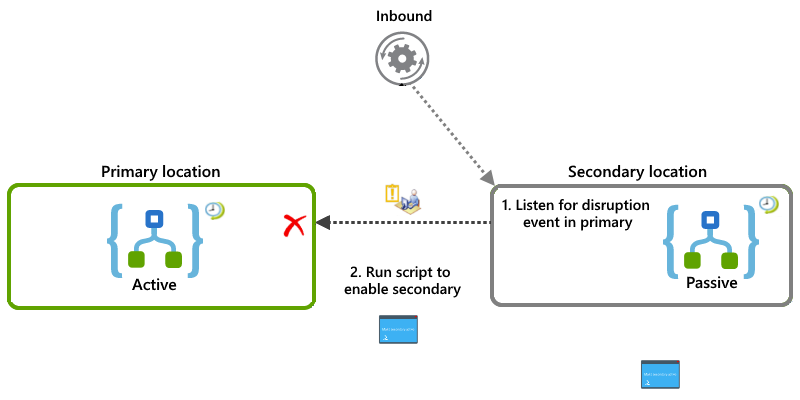 Inbound
Primary location
Secondary location
1. Listen for disruption
event in primary
Active
2. Run script to
enable secondary
Passive